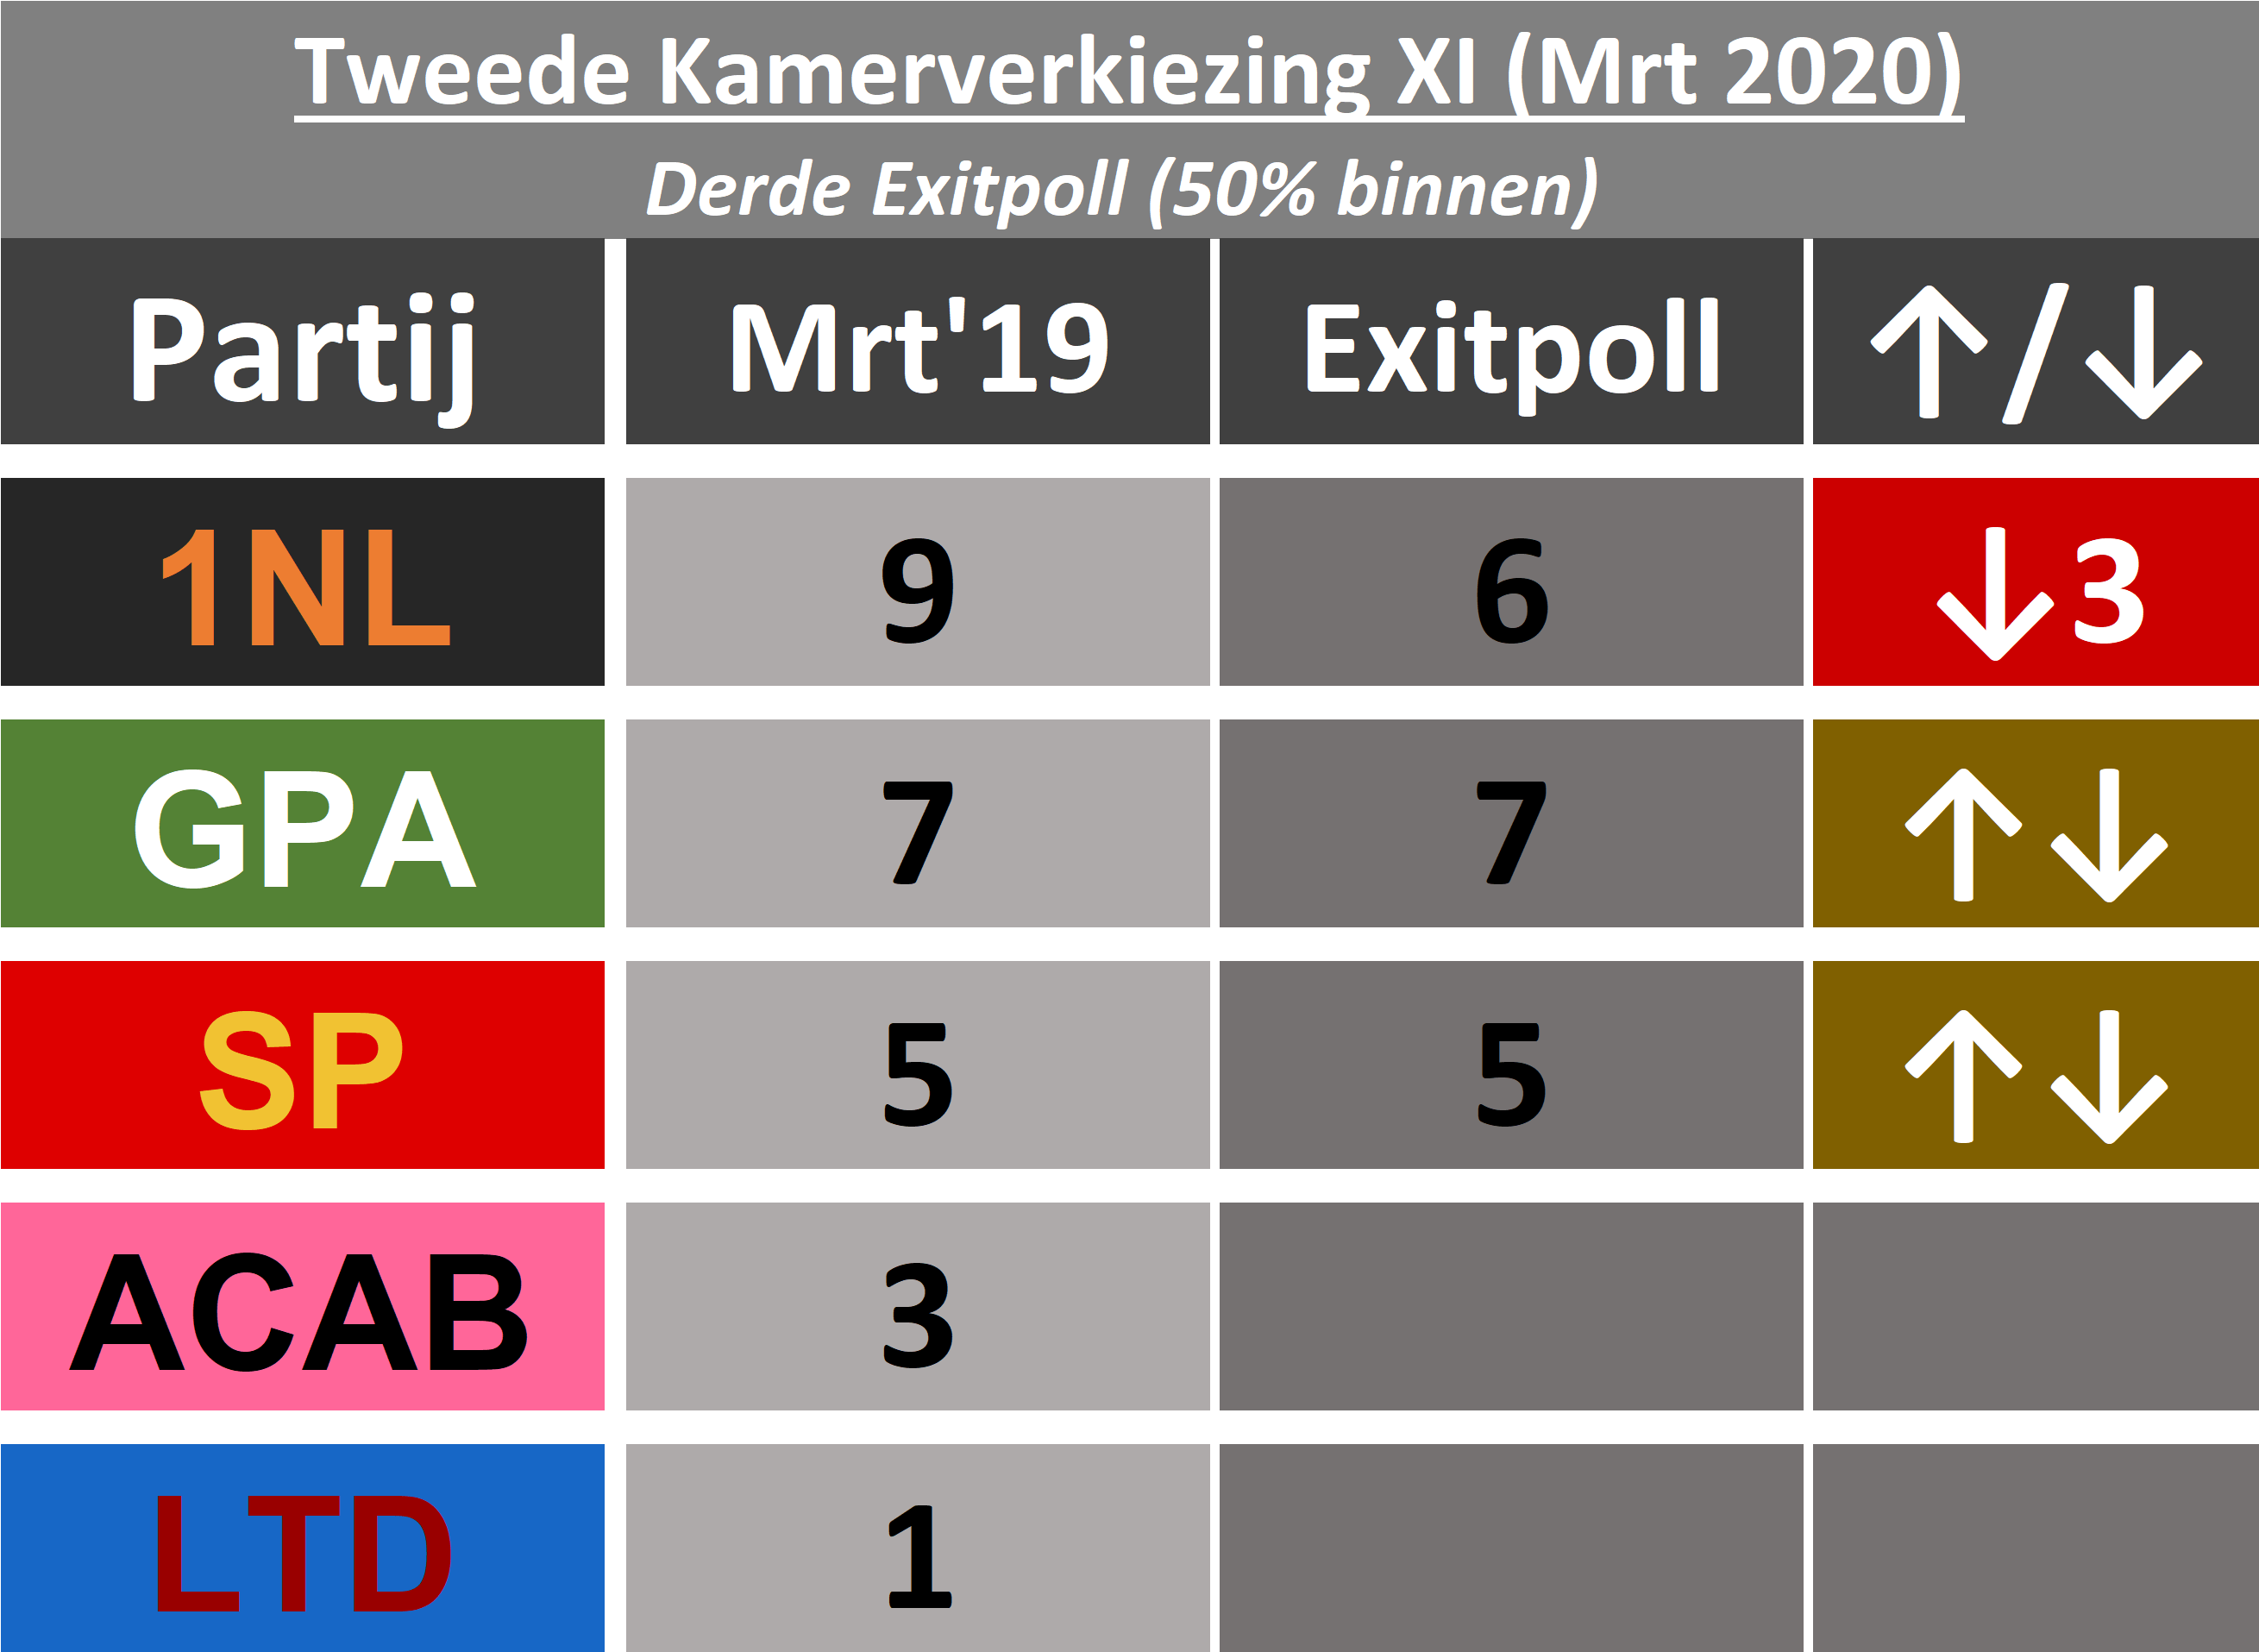 Tweede Kamerverkiezing XI (Mrt 2020)
Derde Exitpoll (50% binnen)
Partij Mrt'19 Exitpoll ↑/↓
1NL 9 6 ↓3
GPA 7 7 ↑↓
SP 5 5 ↑↓
ACAB 3
LTD 1